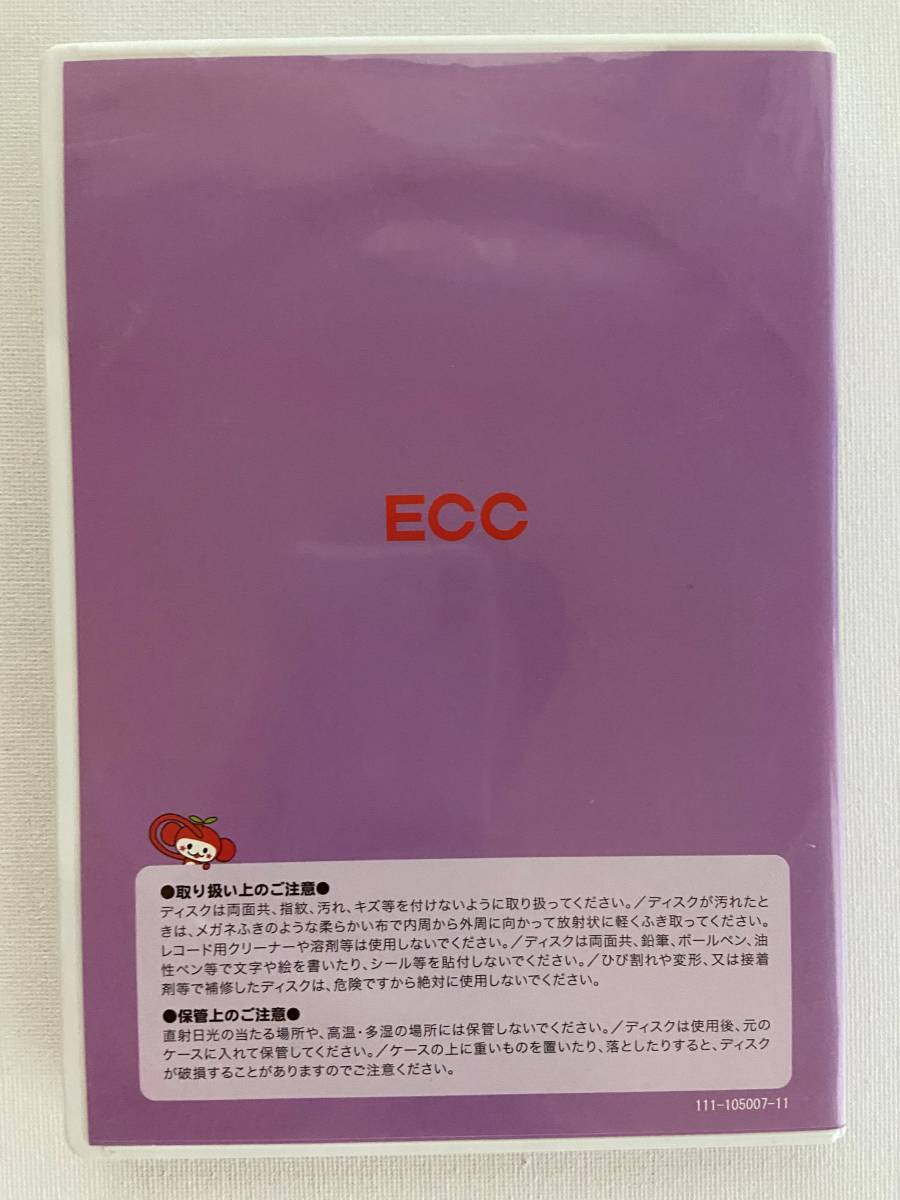 ECC
●取り扱い上のご注意●
ディスクは両面共、指紋、汚れ、キズ等を付けないように取り扱ってください。／ディスクが汚れたと
きは、メガネふきのような柔らかい布で内周から外周に向かって放射状に軽くふき取ってください。
レコード用クリーナーや溶剤等は使用しないでください。／ディスクは両面共、鉛筆、ボールペン、油
性ペン等で文字や絵を書いたり、シール等を貼付しないでください。／ひび割れや変形、又は接着
剤等で補修したディスクは、危険ですから絶対に使用しないでください。
●保管上のご注意●
直射日光の当たる場所や、高温・多湿の場所には保管しないでください。／ディスクは使用後、元の
ケースに入れて保管してください。／ケースの上に重いものを置いたり、落としたりすると、ディスク
が破損することがありますのでご注意ください。
111-105007-11